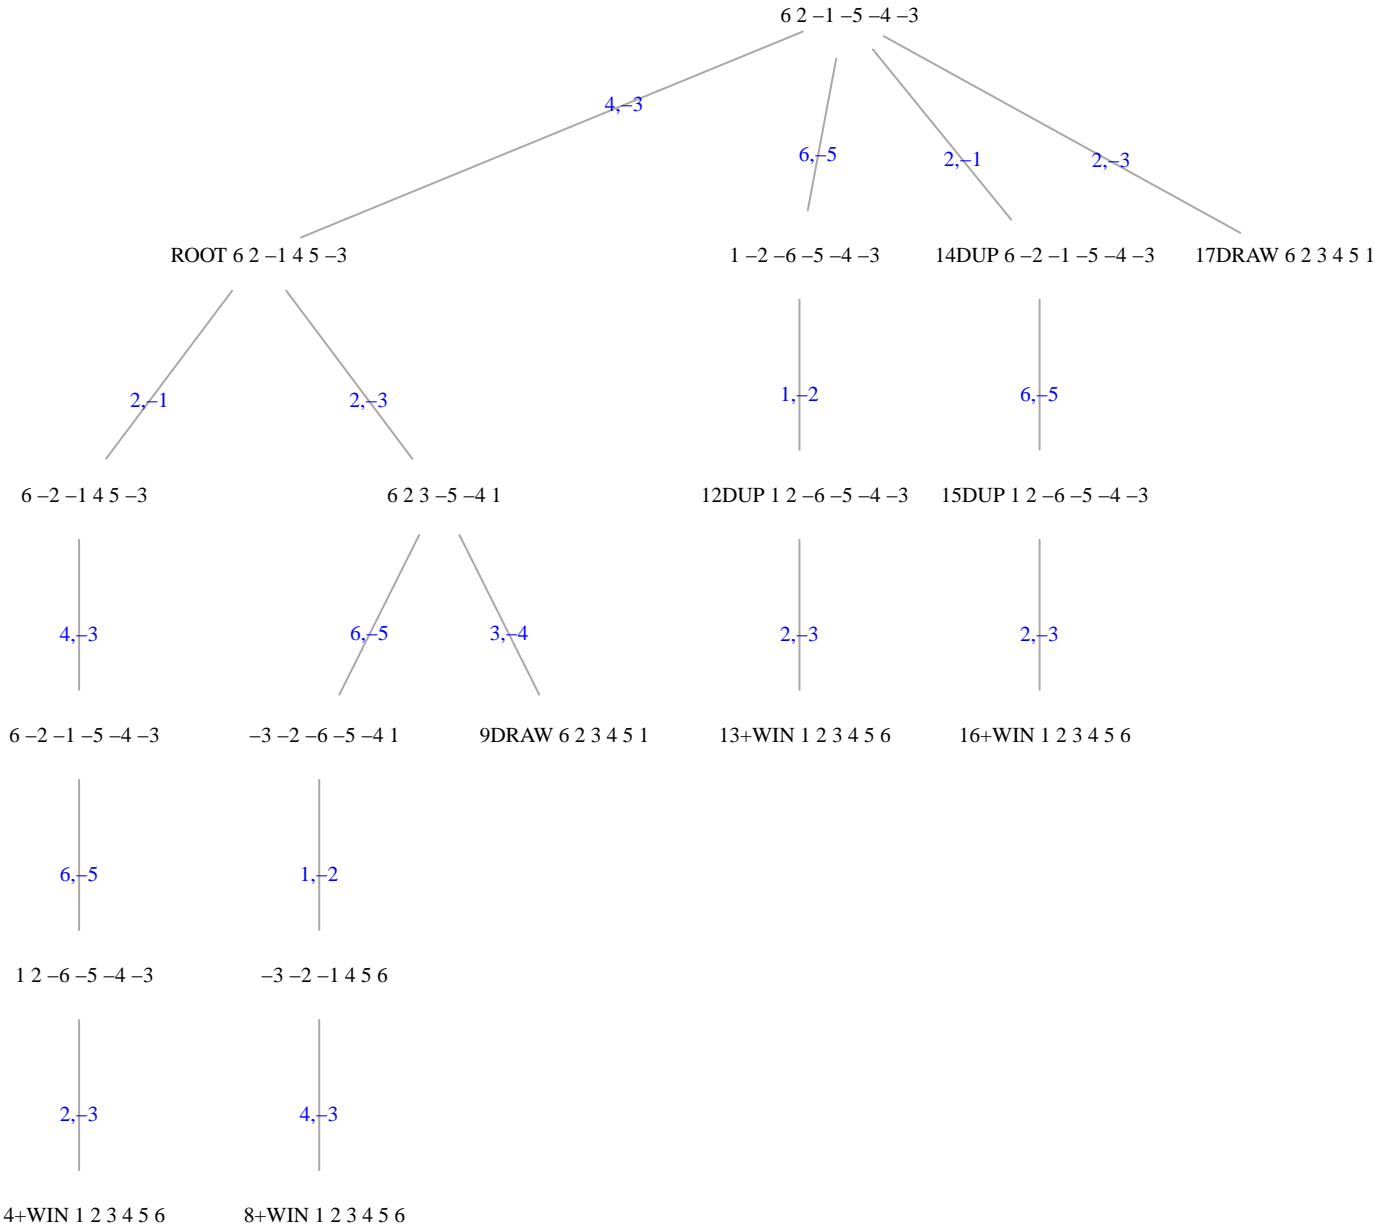 6 2 –1 –5 –4 –3
4,–3
6,–5
2,–1
2,–3
ROOT 6 2 –1 4 5 –3
1 –2 –6 –5 –4 –3
14DUP 6 –2 –1 –5 –4 –3
17DRAW 6 2 3 4 5 1
2,–1
2,–3
1,–2
6,–5
6 –2 –1 4 5 –3
6 2 3 –5 –4 1
12DUP 1 2 –6 –5 –4 –3
15DUP 1 2 –6 –5 –4 –3
4,–3
6,–5
3,–4
2,–3
2,–3
6 –2 –1 –5 –4 –3
–3 –2 –6 –5 –4 1
9DRAW 6 2 3 4 5 1
13+WIN 1 2 3 4 5 6
16+WIN 1 2 3 4 5 6
6,–5
1,–2
1 2 –6 –5 –4 –3
–3 –2 –1 4 5 6
2,–3
4,–3
4+WIN 1 2 3 4 5 6
8+WIN 1 2 3 4 5 6